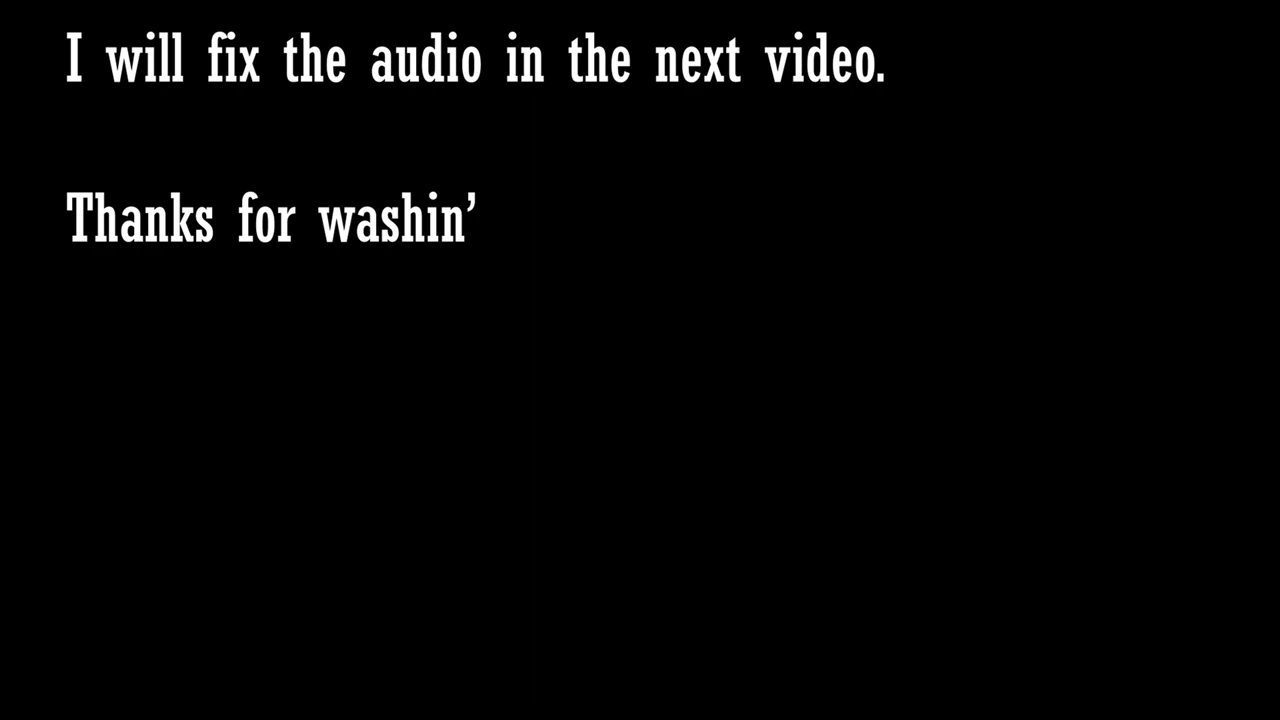 I will fix the audio in the next video.
Thanks for washin’